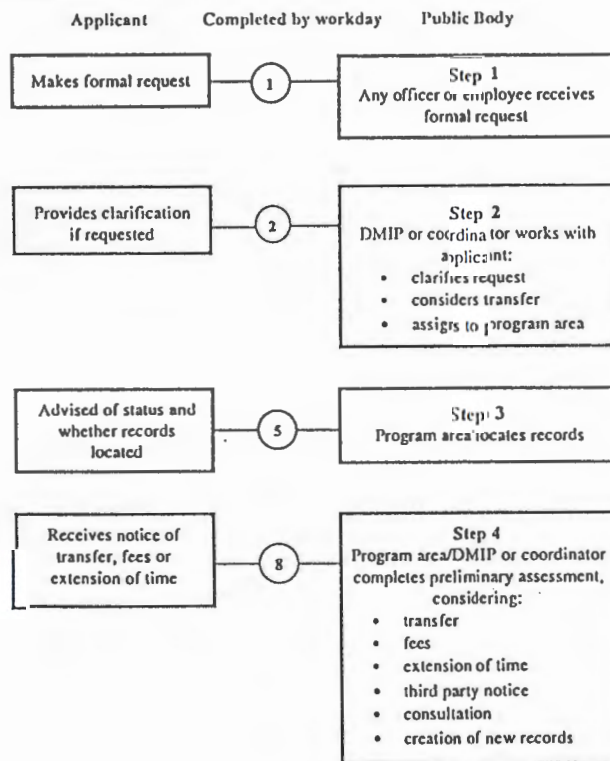 Applicant Completed by workday Public Body
Makes formal request
1
Step 1
Any officer or employee receives
formal request
Provides clarification
if requested
2
Step 2
DMIP or coordinator works with
applicant:
• clarifies request
• considers transfer
• assigns to program area
Advised of status and
whether records
located
5
Step 3
Program area locates records
Receives notice of
transfer, fees or
extension of time
8
Step 4
Program area/DMIP or coordinator
completes preliminary assessment,
considering:
• transfer
• fees
• extension of time
• third party notice
• consultation
• creation of new records